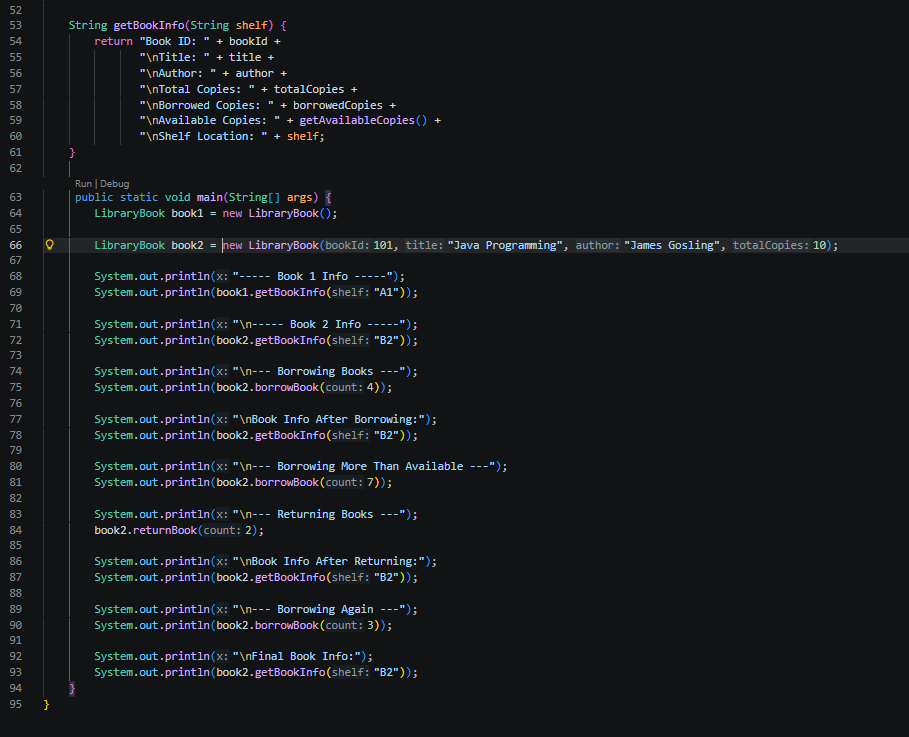 52
53 String getBookInfo(String shelf) {
54 return "Book ID: " + bookId +
55 "\nTitle: " + title +
56 "\nAuthor: " + author +
57 "\nTotal Copies: " + totalCopies +
58 "\nBorrowed Copies: " + borrowedCopies +
59 "\nAvailable Copies: " + getAvailableCopies() +
60 "\nShelf Location: " + shelf;
61 }
62
Run | Debug
63 public static void main(String[] args) {
64 LibraryBook book1 = new LibraryBook();
65
66 LibraryBook book2 = new LibraryBook(bookId: 101, title: "Java Programming", author: "James Gosling", totalCopies: 10);
67
68 System.out.println(x: "----- Book 1 Info -----");
69 System.out.println(book1.getBookInfo(shelf: "A1"));
70
71 System.out.println(x: "\n----- Book 2 Info -----");
72 System.out.println(book2.getBookInfo(shelf: "B2"));
73
74 System.out.println(x: "\n--- Borrowing Books ---");
75 System.out.println(book2.borrowBook(count: 4));
76
77 System.out.println(x: "\nBook Info After Borrowing:");
78 System.out.println(book2.getBookInfo(shelf: "B2"));
79
80 System.out.println(x: "\n--- Borrowing More Than Available ---");
81 System.out.println(book2.borrowBook(count: 7));
82
83 System.out.println(x: "\n--- Returning Books ---");
84 book2.returnBook(count: 2);
85
86 System.out.println(x: "\nBook Info After Returning:");
87 System.out.println(book2.getBookInfo(shelf: "B2"));
88
89 System.out.println(x: "\n--- Borrowing Again ---");
90 System.out.println(book2.borrowBook(count: 3));
91
92 System.out.println(x: "\nFinal Book Info:");
93 System.out.println(book2.getBookInfo(shelf: "B2"));
94 }
95 }